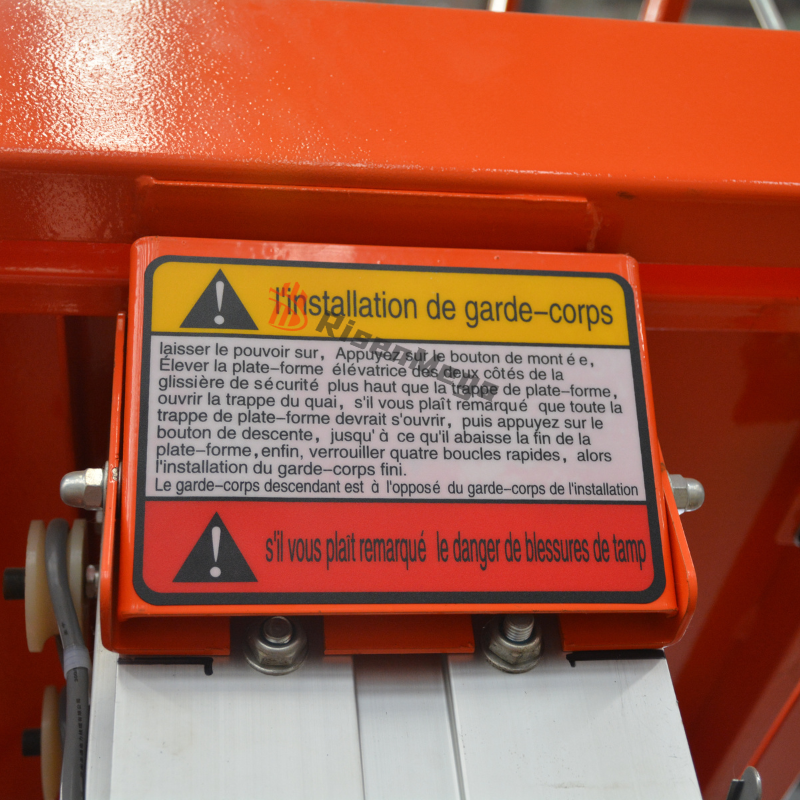 l'installation de garde-corps
RisenMega
laisser le pouvoir sur, Appuyez sur le bouton de montée,
Élever la plate-forme élévatrice des deux côtés de la
glissière de sécurité plus haut que la trappe de plate-forme,
ouvrir la trappe du quai, s'il vous plaît remarqué que toute la
trappe de plate-forme devrait s'ouvrir, puis appuyez sur le
bouton de descente, jusqu'à ce qu'il abaisse la fin de la
plate-forme,enfin, verrouiller quatre boucles rapides, alors
l'installation du garde-corps fini.
Le garde-corps descendant est à l'opposé du garde-corps de l'installation
s'il vous plaît remarqué le danger de blessures de tamp